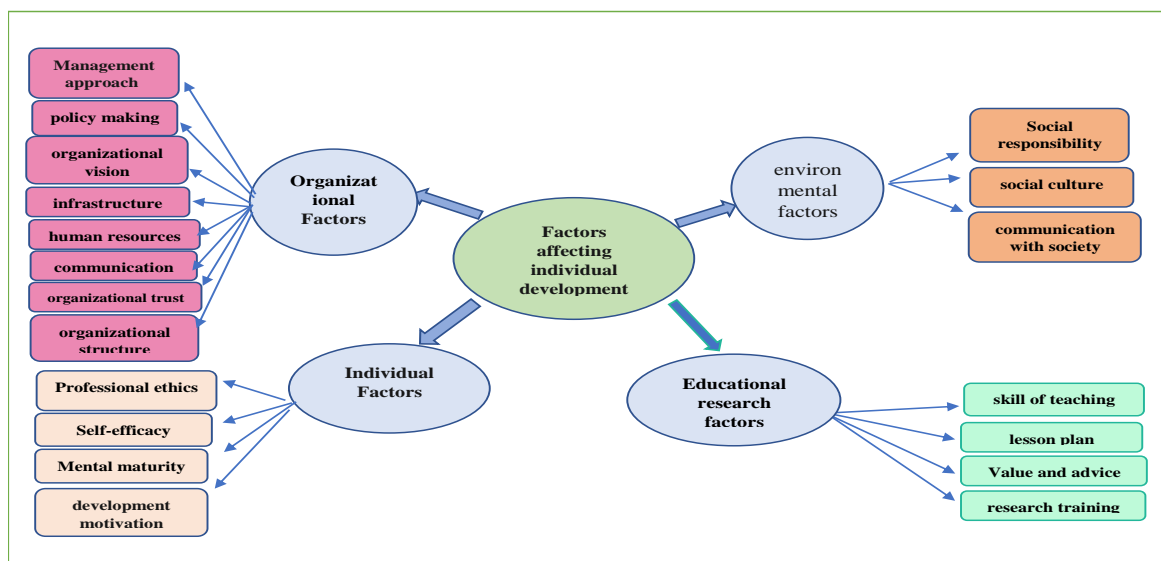 Management
approach
policy making
organizational
vision
infrastructure
human resources
communication
organizational trust
organizational
structure
Organizat
ional
Factors
Factors
affecting
individual
development
environ
mental
factors
Social
responsibility
social culture
communication
with society
Individual
Factors
Professional ethics
Self-efficacy
Mental maturity
development
motivation
Educational
research
factors
skill of teaching
lesson plan
Value and advice
research training